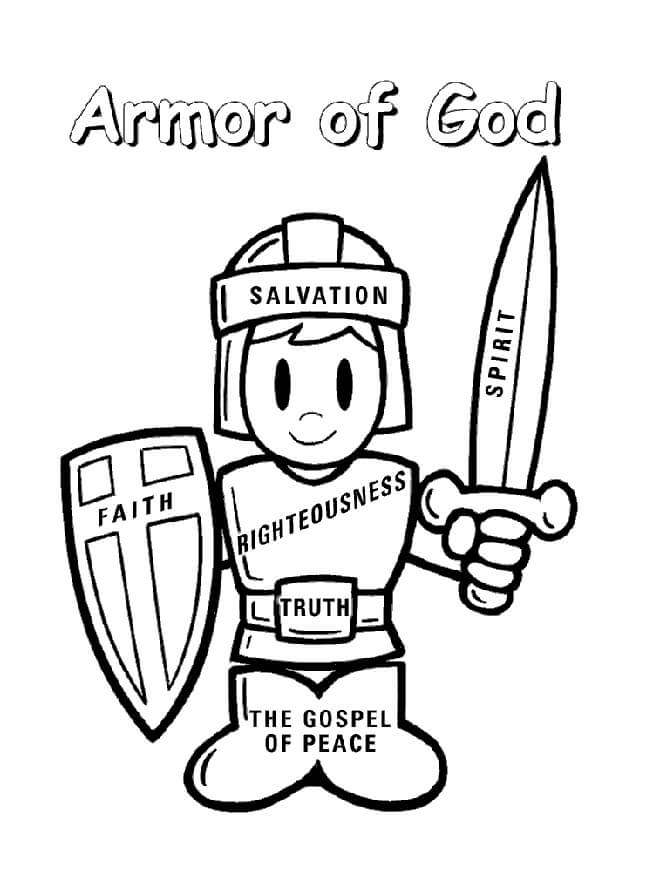 Armor of God
SALVATION
SPIRIT
FAITH
RIGHTEOUSNESS
TRUTH
THE GOSPEL
OF PEACE